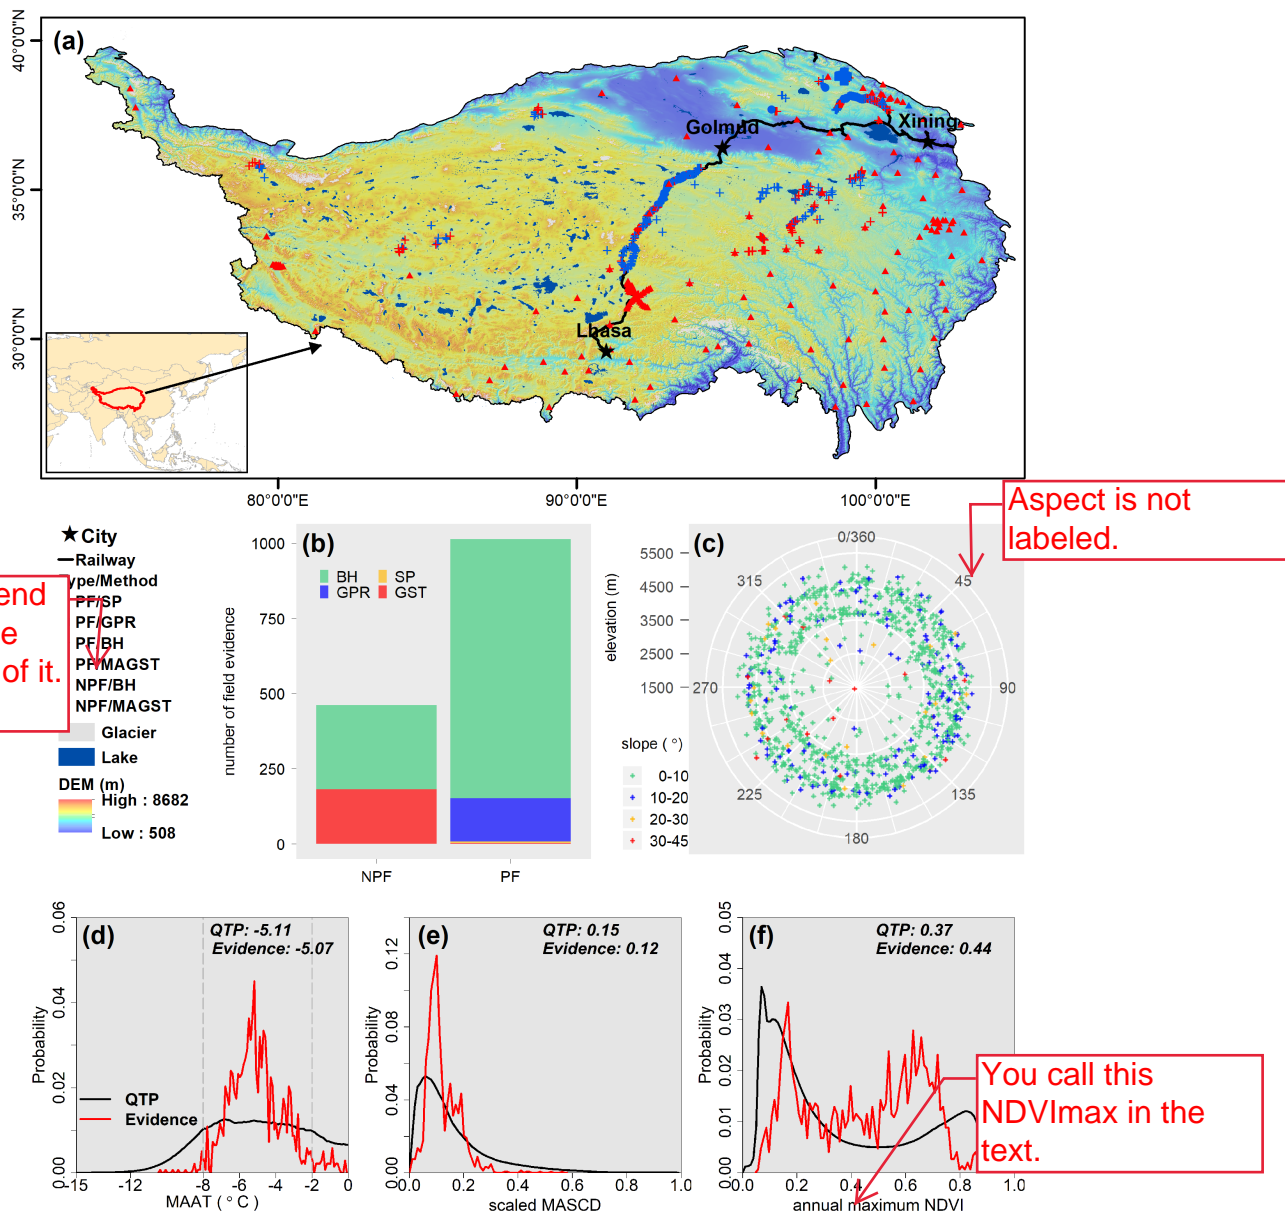 (a)
40°0'0"N
35°0'0"N
30°0'0"N
Golmud
Xining
Lhasa
80°0'0"E
90°0'0"E
100°0'0"E
Aspect is not
labeled.
City
Railway
ype/Method
PF/SP
PF/GPR
PF/BH
PF/MAGST
NPF/BH
NPF/MAGST
Glacier
Lake
DEM (m)
High : 8682
Low : 508
end
e
of it.
(b)
number of field evidence
1000
750
500
250
0
BH
SP
GPR
GST
NPF
PF
(c)
elevation (m)
5500
4500
3500
2500
1500
0/360
45
90
135
180
225
270
315
slope ( °)
0-10
10-20
20-30
30-45
(d)
QTP: -5.11
Evidence: -5.07
Probability
0.06
0.04
0.02
0.00
QTP
Evidence
-15
-12
-8
-6
-4
-2
0
MAAT ( ° C )
(e)
QTP: 0.15
Evidence: 0.12
Probability
0.12
0.08
0.04
0.00
0.0
0.2
0.4
0.6
0.8
1.0
scaled MASCD
(f)
QTP: 0.37
Evidence: 0.44
Probability
0.05
0.04
0.03
0.02
0.01
0.00
0.0
0.2
0.4
0.6
0.8
1.0
annual maximum NDVI
You call this
NDVImax in the
text.